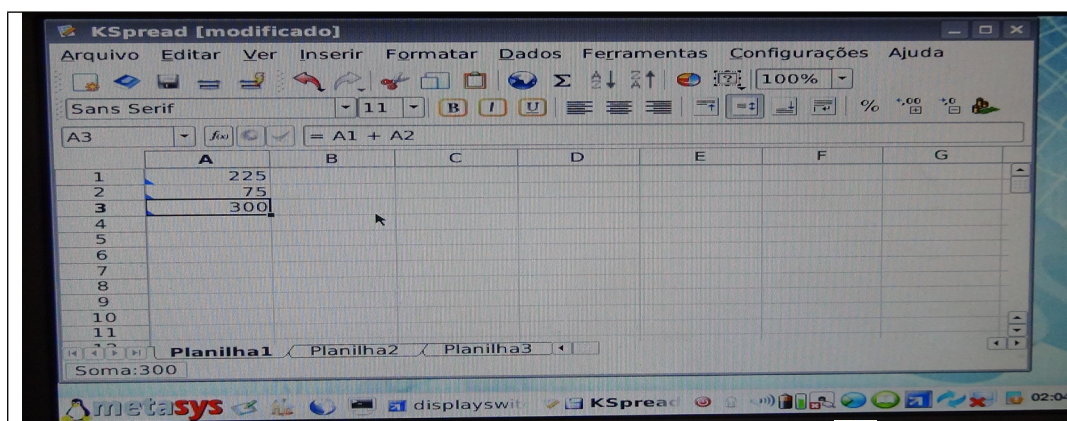 KSpread [modificado]
Arquivo Editar Ver Inserir Formatar Dados Ferramentas Configurações Ajuda
100%
Sans Serif 11 B I U % +,00 +,0
A3 f(x) = A1 + A2
A B C D E F G
1 225
2 75
3 300
4
5
6
7
8
9
10
11
Planilha1 Planilha2 Planilha3
Soma:300
metasys displayswit KSpread 02:04